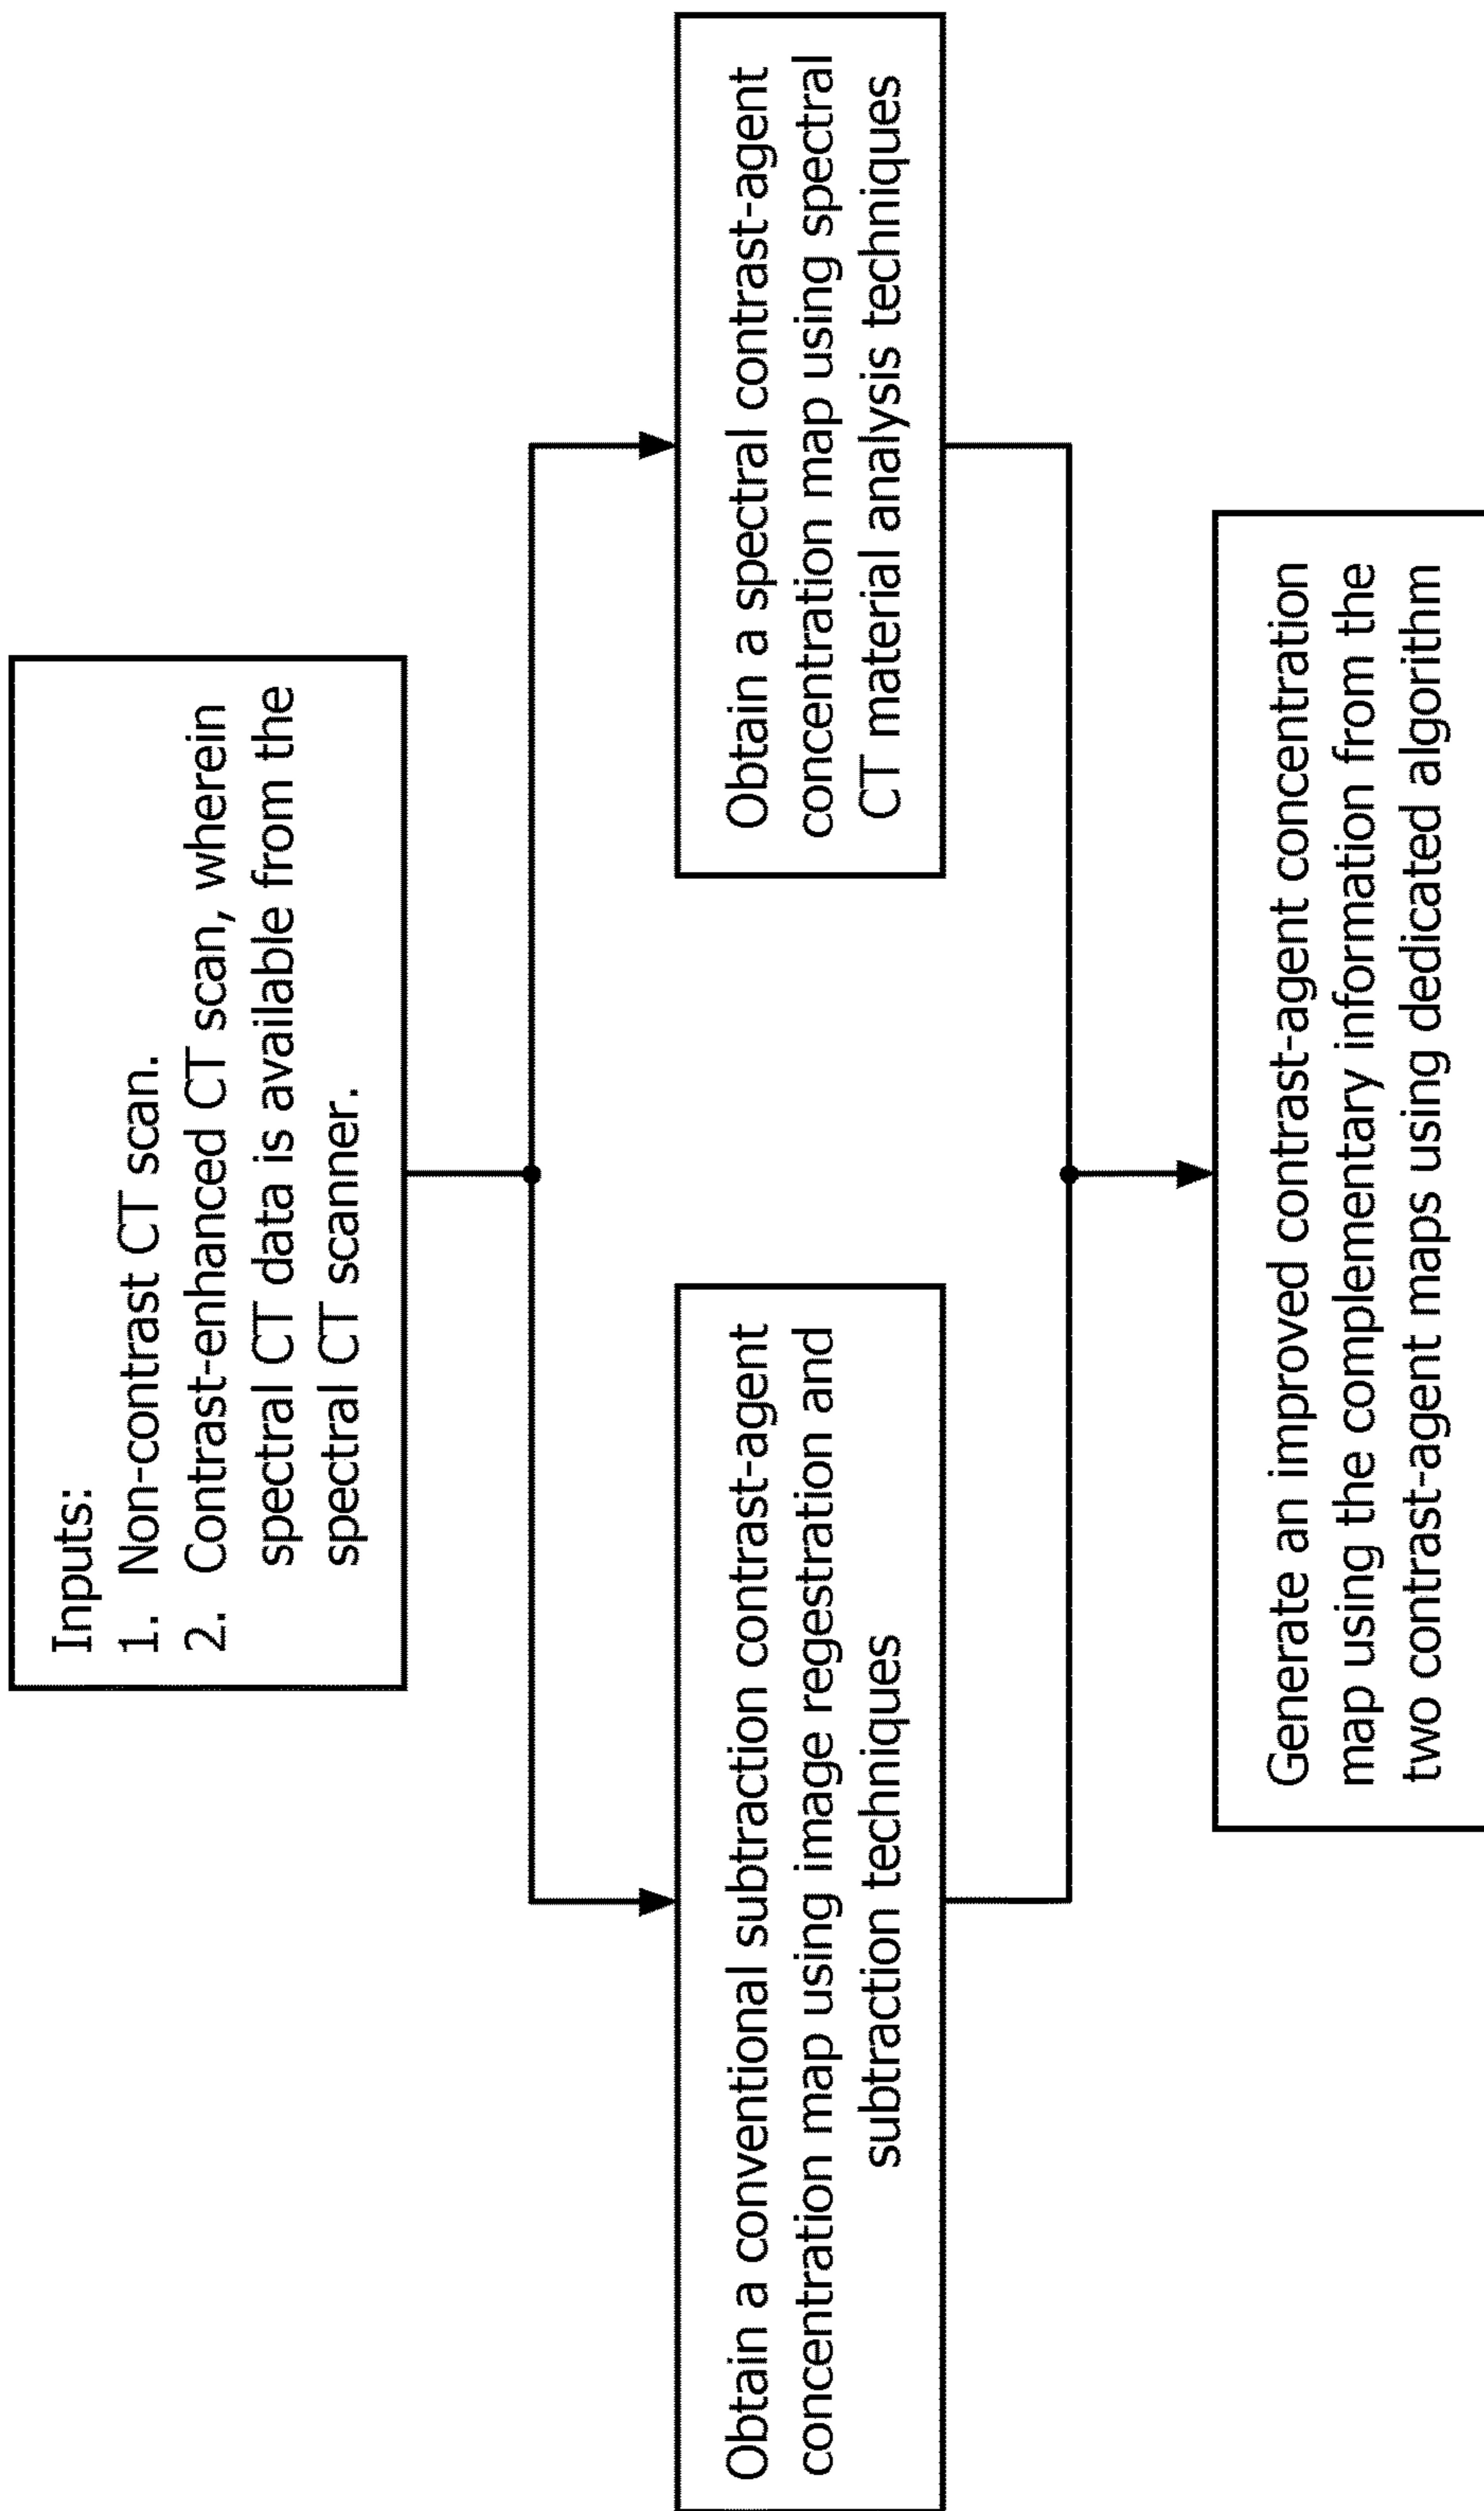 Inputs:
1. Non-contrast CT scan.
2. Contrast-enhanced CT scan, wherein
spectral CT data is available from the
spectral CT scanner.
Obtain a conventional subtraction contrast-agent
concentration map using image regestration and
subtraction techniques
Obtain a spectral contrast-agent
concentration map using spectral
CT material analysis techniques
Generate an improved contrast-agent concentration
map using the complementary information from the
two contrast-agent maps using dedicated algorithm